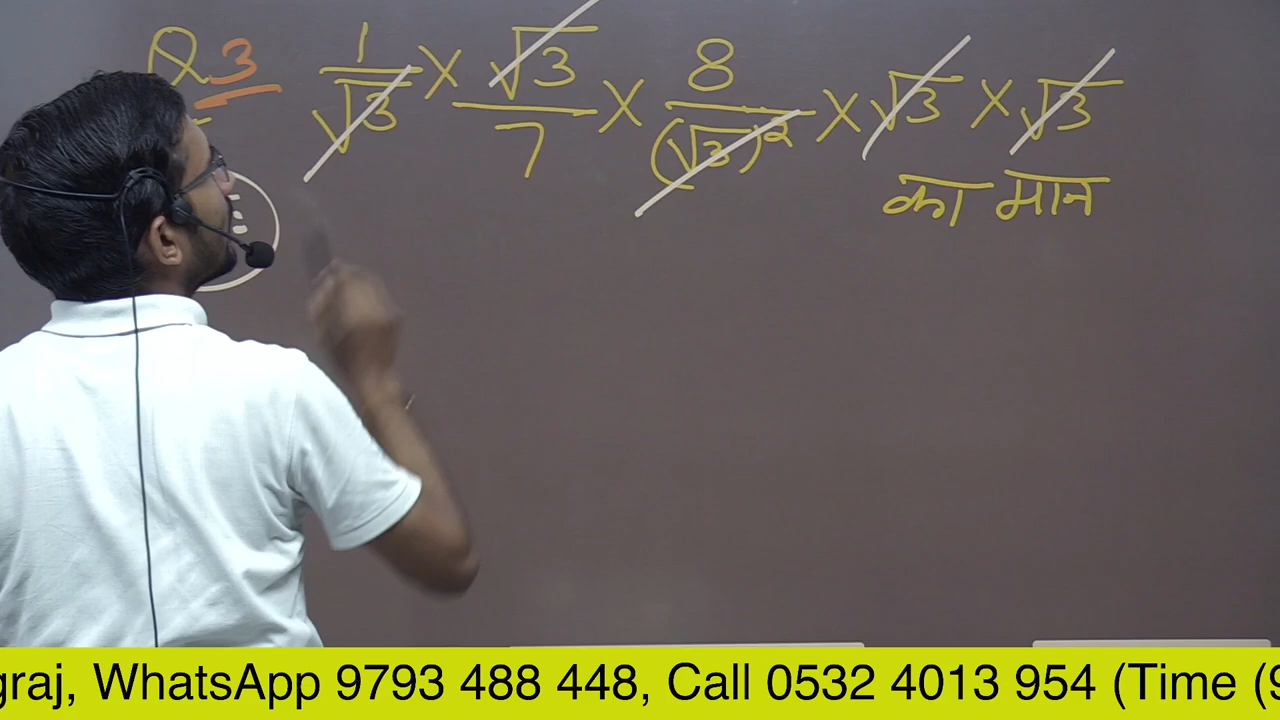 Q 3 1/√3 × √3/7 × 8/(√3)² × √3 × √3
का मान
graj, WhatsApp 9793 488 448, Call 0532 4013 954 (Time (9